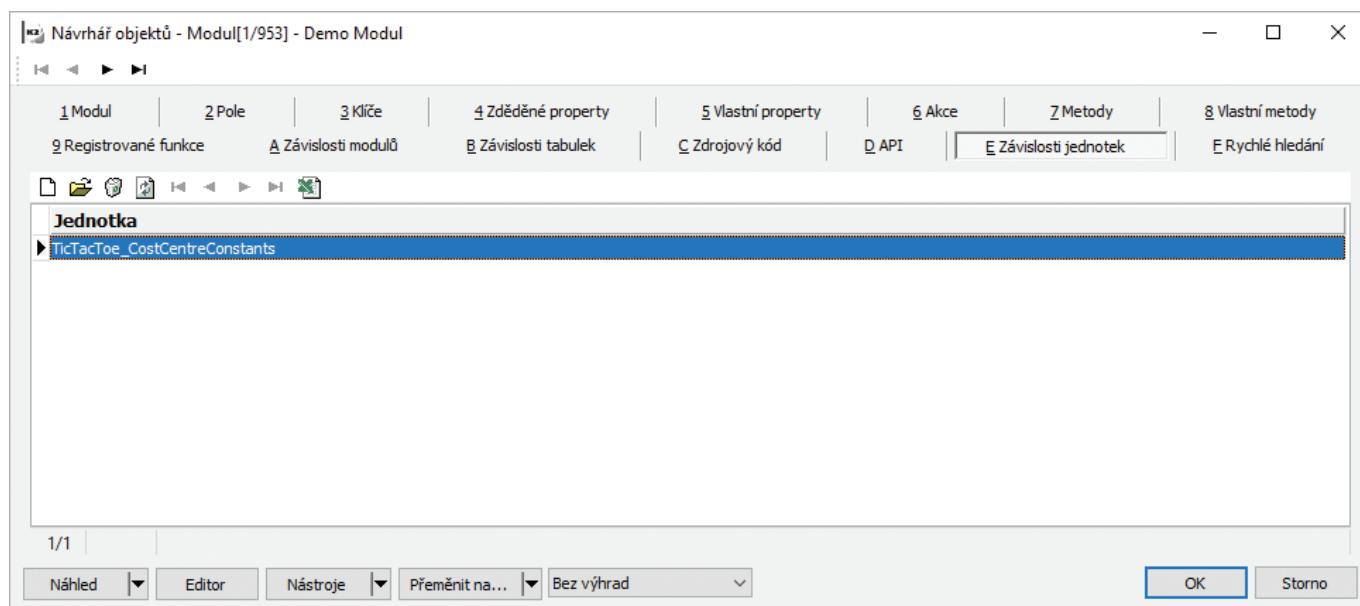 K2 Návrhář objektů - Modul[1/953] - Demo Modul
1 Modul 2 Pole 3 Klíče 4 Zděděné property 5 Vlastní property 6 Akce 7 Metody 8 Vlastní metody
9 Registrované funkce A Závislosti modulů B Závislosti tabulek C Zdrojový kód D API E Závislosti jednotek F Rychlé hledání
Jednotka
TicTacToe_CostCentreConstants
1/1
Náhled Editor Nástroje Přeměnit na... Bez výhrad OK Storno